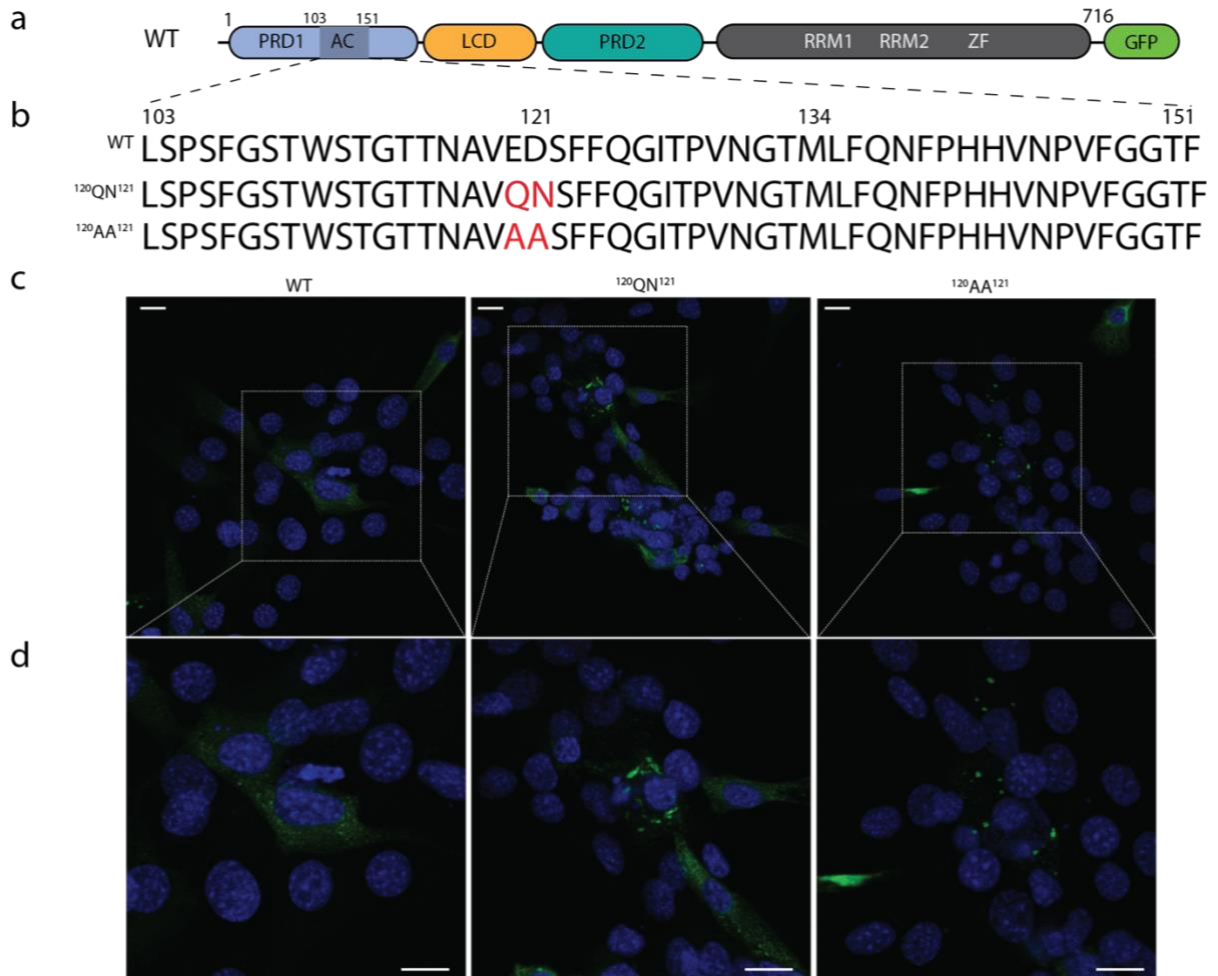 a
1 103 151 716
WT PRD1 AC LCD PRD2 RRM1 RRM2 ZF GFP
b
103 121 134 151
WT LSPSFGSTWSTGTTNAVEDSFFQGITPVNGTMLFQNFPHHVNPVFGGTF
¹²⁰QN¹²¹ LSPSFGSTWSTGTTNAVQNSFFQGITPVNGTMLFQNFPHHVNPVFGGTF
¹²⁰AA¹²¹ LSPSFGSTWSTGTTNAVAASFFQGITPVNGTMLFQNFPHHVNPVFGGTF
c
WT ¹²⁰QN¹²¹ ¹²⁰AA¹²¹
d